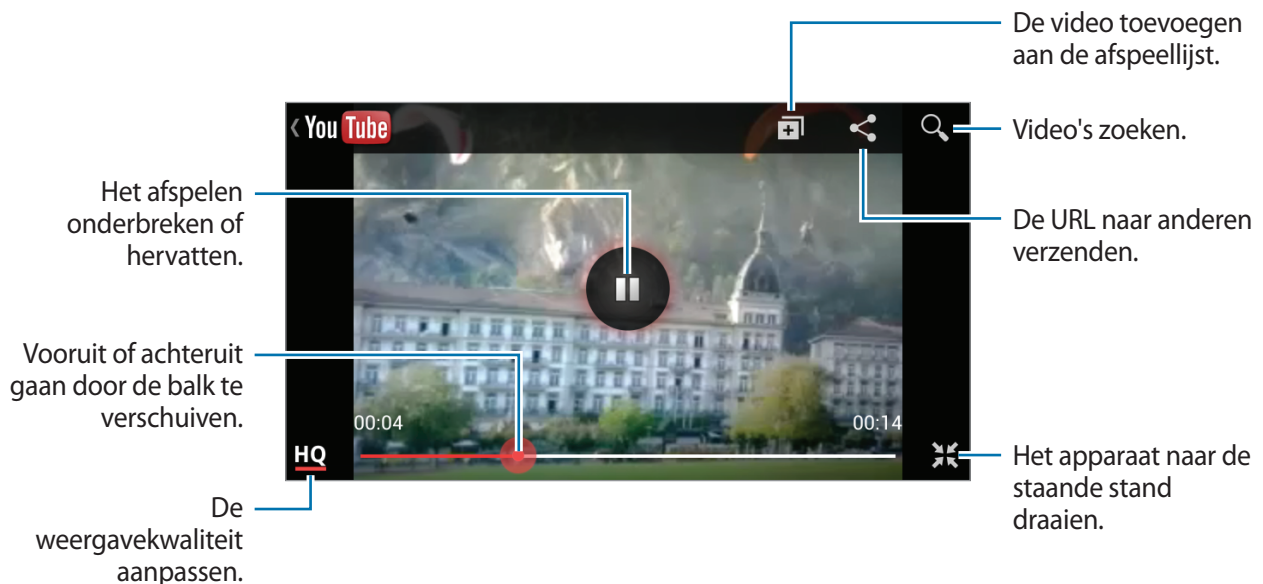 De video toevoegen
aan de afspeellijst.
You Tube
Video's zoeken.
Het afspelen
onderbreken of
hervatten.
De URL naar anderen
verzenden.
Vooruit of achteruit
gaan door de balk te
verschuiven.
00:04
00:14
HQ
Het apparaat naar de
staande stand
draaien.
De
weergavekwaliteit
aanpassen.